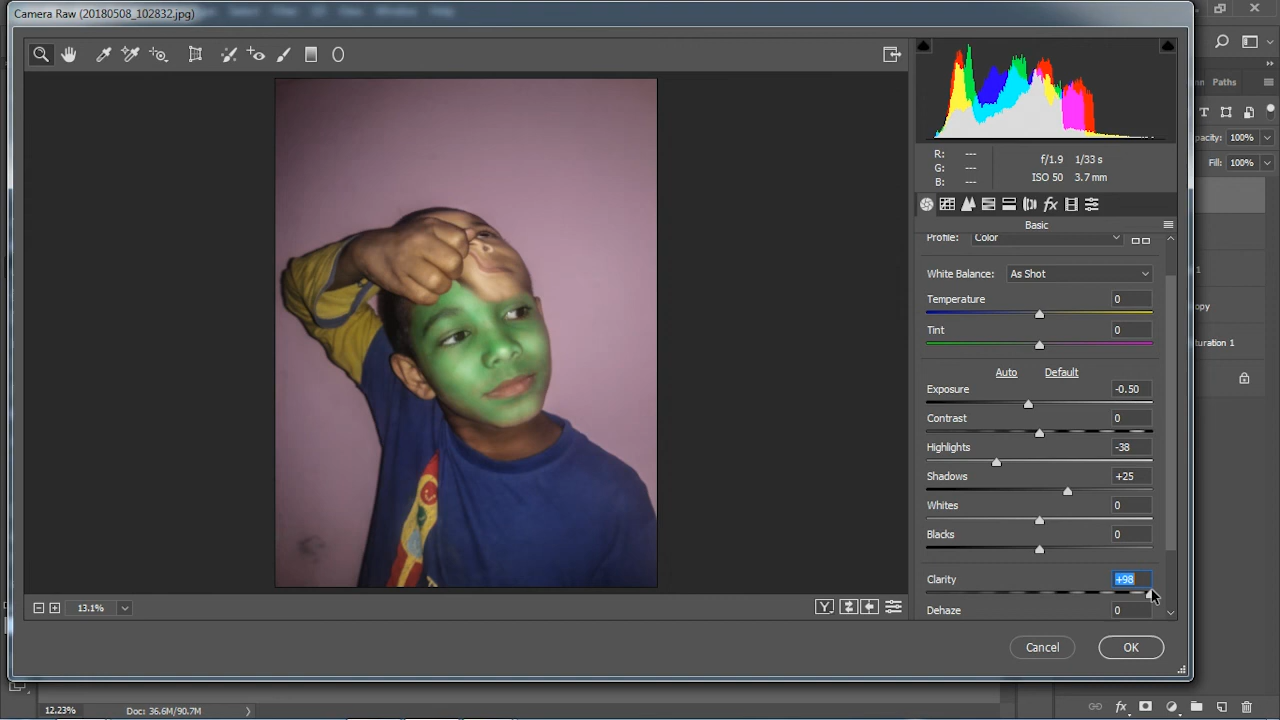 Camera Raw (20180508_102832.jpg)
Paths
R: ---
G: ---
B: ---
f/1.9 1/33 s
ISO 50 3.7 mm
pacity: 100%
Fill: 100%
fx
Basic
Profile: Color
White Balance: As Shot
Temperature 0
Tint 0
Auto Default
Exposure -0.50
Contrast 0
Highlights -38
Shadows +25
Whites 0
Blacks 0
Clarity +98
Dehaze 0
1
opy
turation 1
13.1%
Y
Cancel OK
12.23% Doc: 36.6M/90.7M
fx